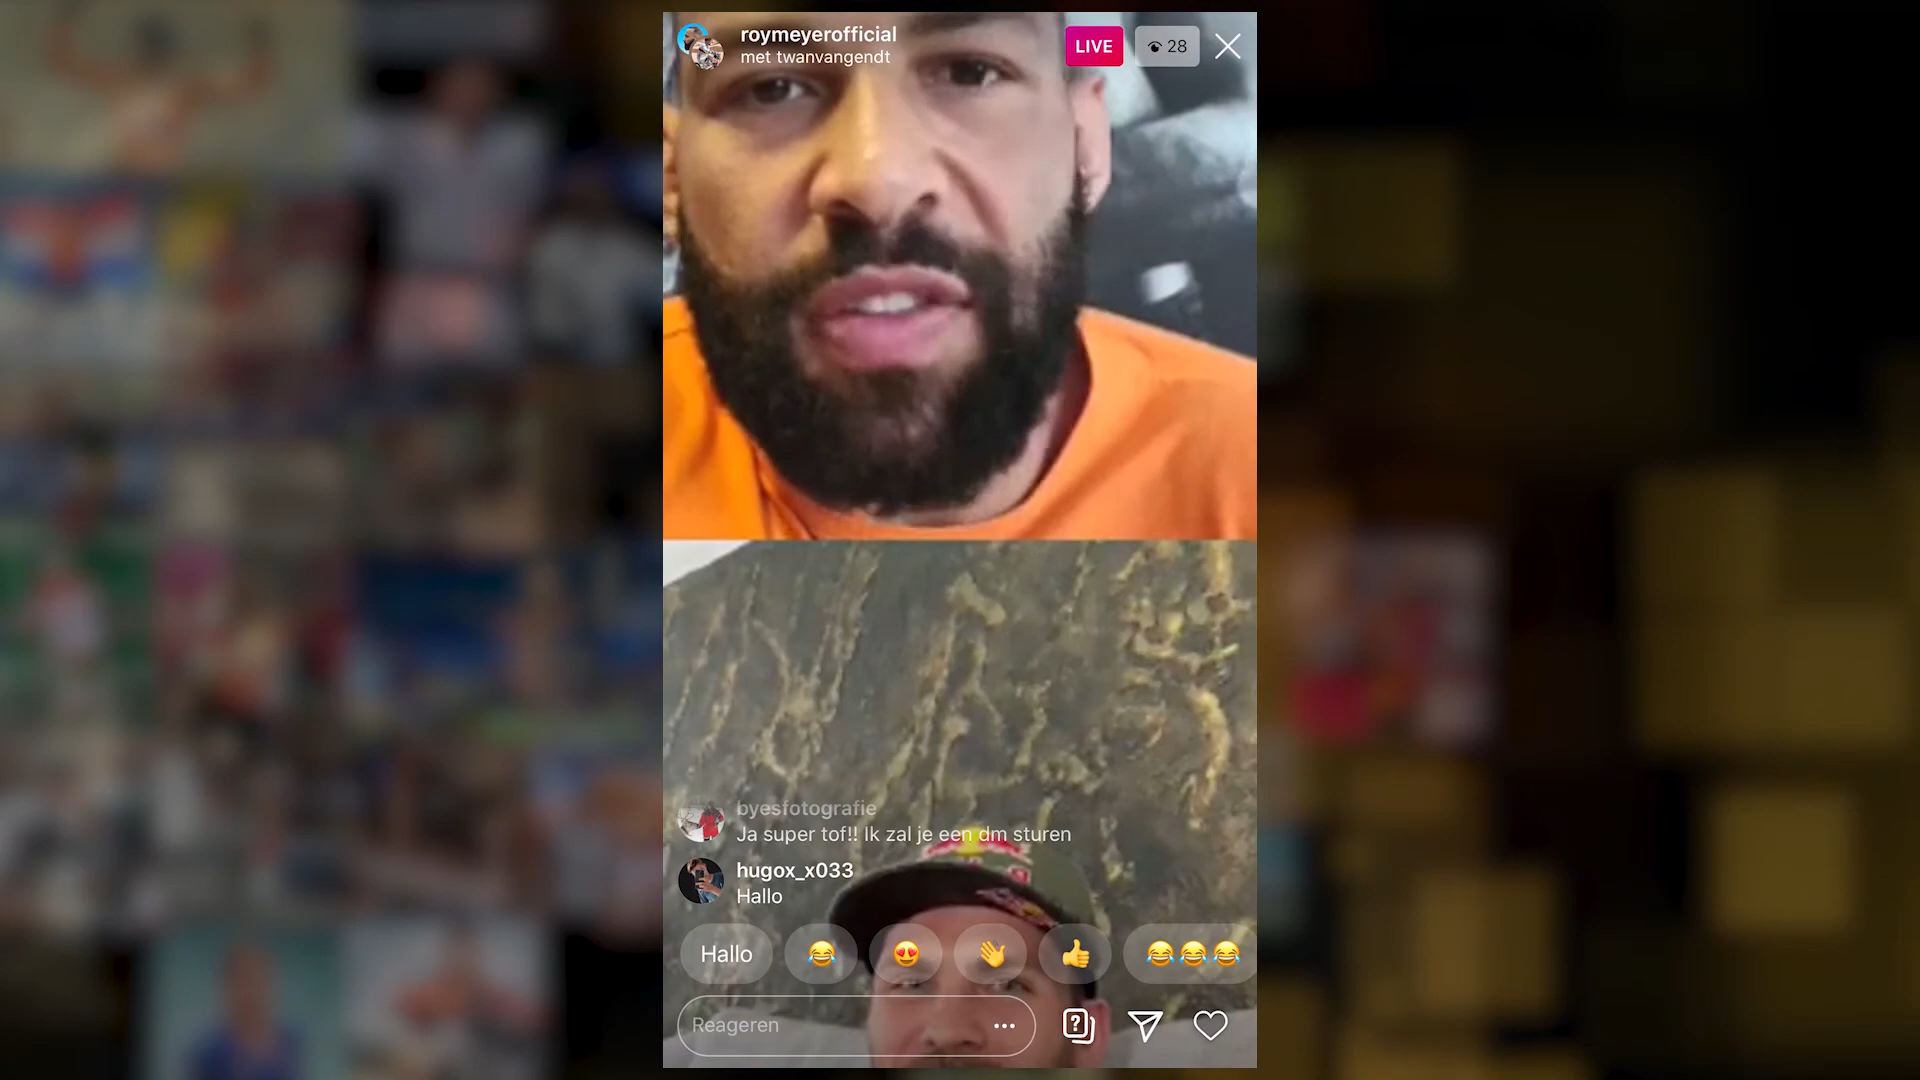 roymeyerofficial
met twanvangendt
LIVE
28
byesfotografie
Ja super tof!! Ik zal je een dm sturen
hugox_x033
Hallo
Hallo
Reageren